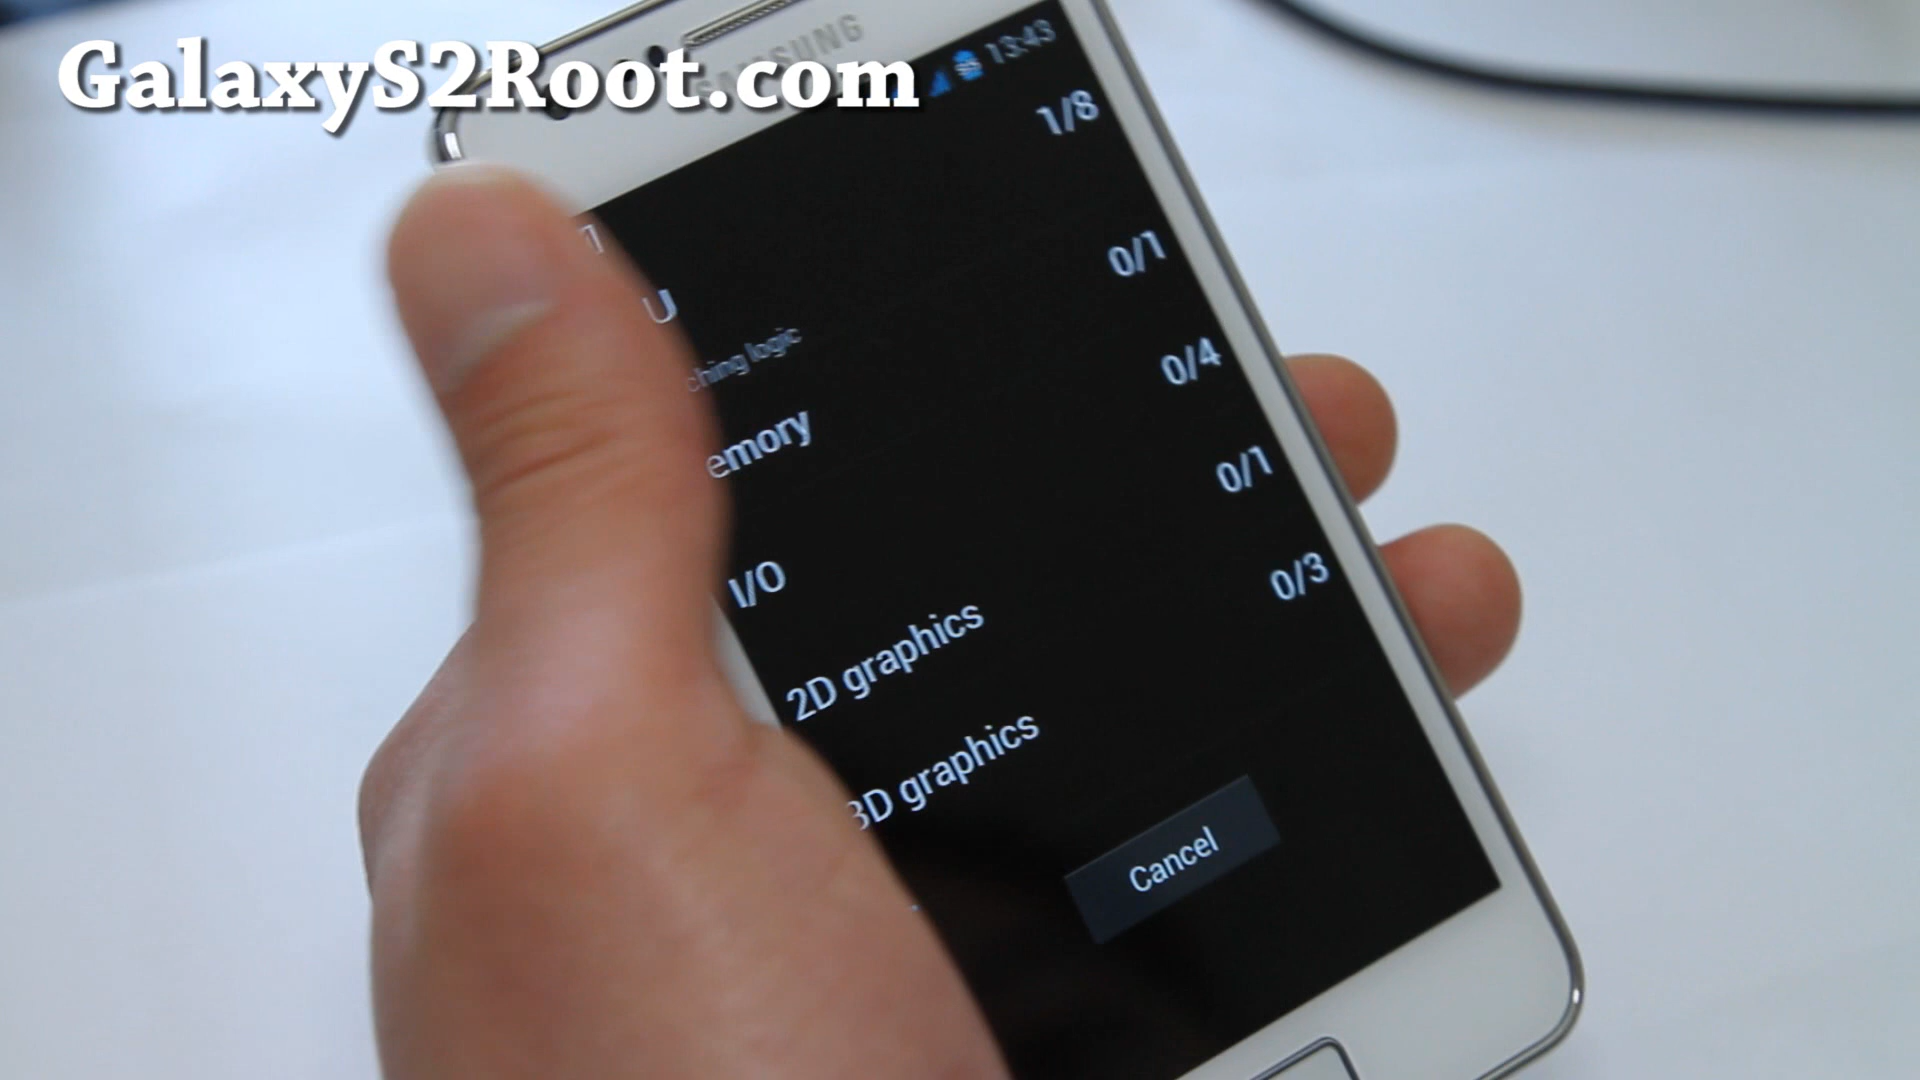 GalaxyS2Root.com
SAMSUNG
13:43
1/8
0/1
ching logic
emory
0/4
I/O
0/1
2D graphics
0/3
3D graphics
Cancel